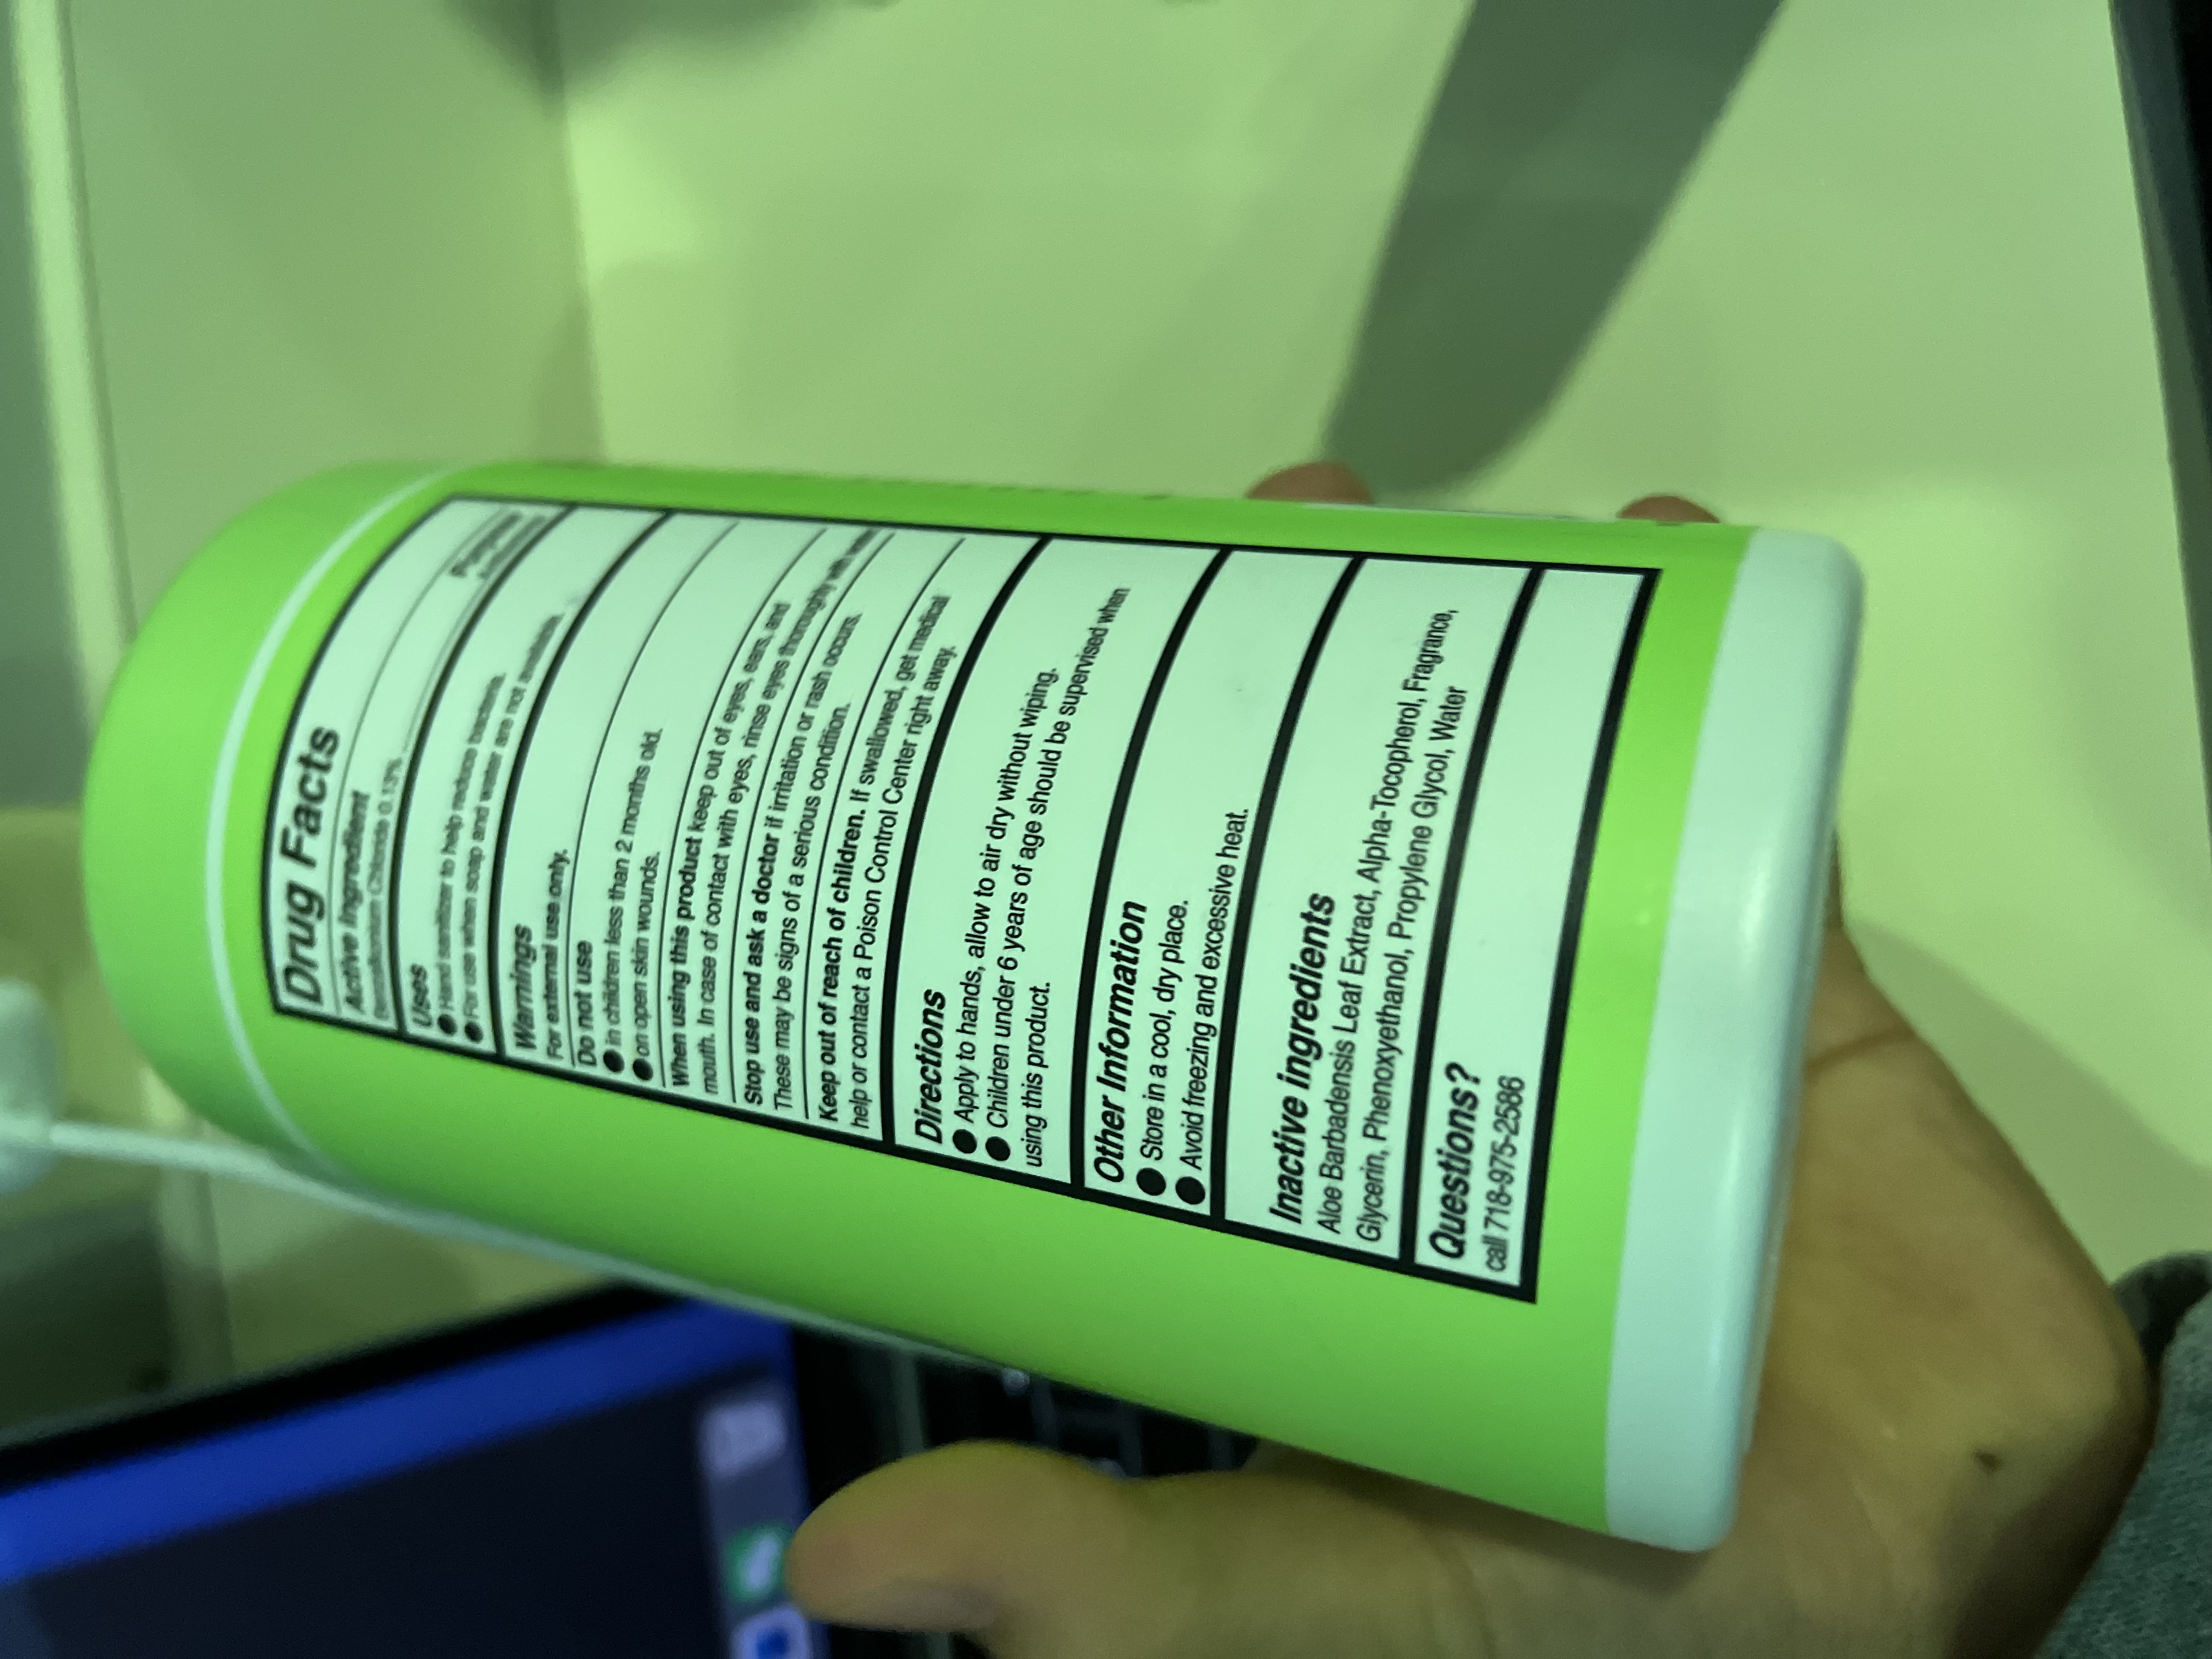 Drug Facts
Active ingredient
Purpose
Benzalkonium Chloride 0.13%
Uses
● Hand sanitizer to help reduce bacteria.
● For use when soap and water are not available.
Warnings
For external use only.
Do not use
● in children less than 2 months old.
● on open skin wounds.
When using this product keep out of eyes, ears, and
mouth. In case of contact with eyes, rinse eyes thoroughly with water
Stop use and ask a doctor if irritation or rash occurs.
These may be signs of a serious condition.
Keep out of reach of children. If swallowed, get medical
help or contact a Poison Control Center right away.
Directions
● Apply to hands, allow to air dry without wiping.
● Children under 6 years of age should be supervised when
using this product.
Other Information
● Store in a cool, dry place.
● Avoid freezing and excessive heat.
Inactive ingredients
Aloe Barbadensis Leaf Extract, Alpha-Tocopherol, Fragrance,
Glycerin, Phenoxyethanol, Propylene Glycol, Water
Questions?
call 718-975-2586